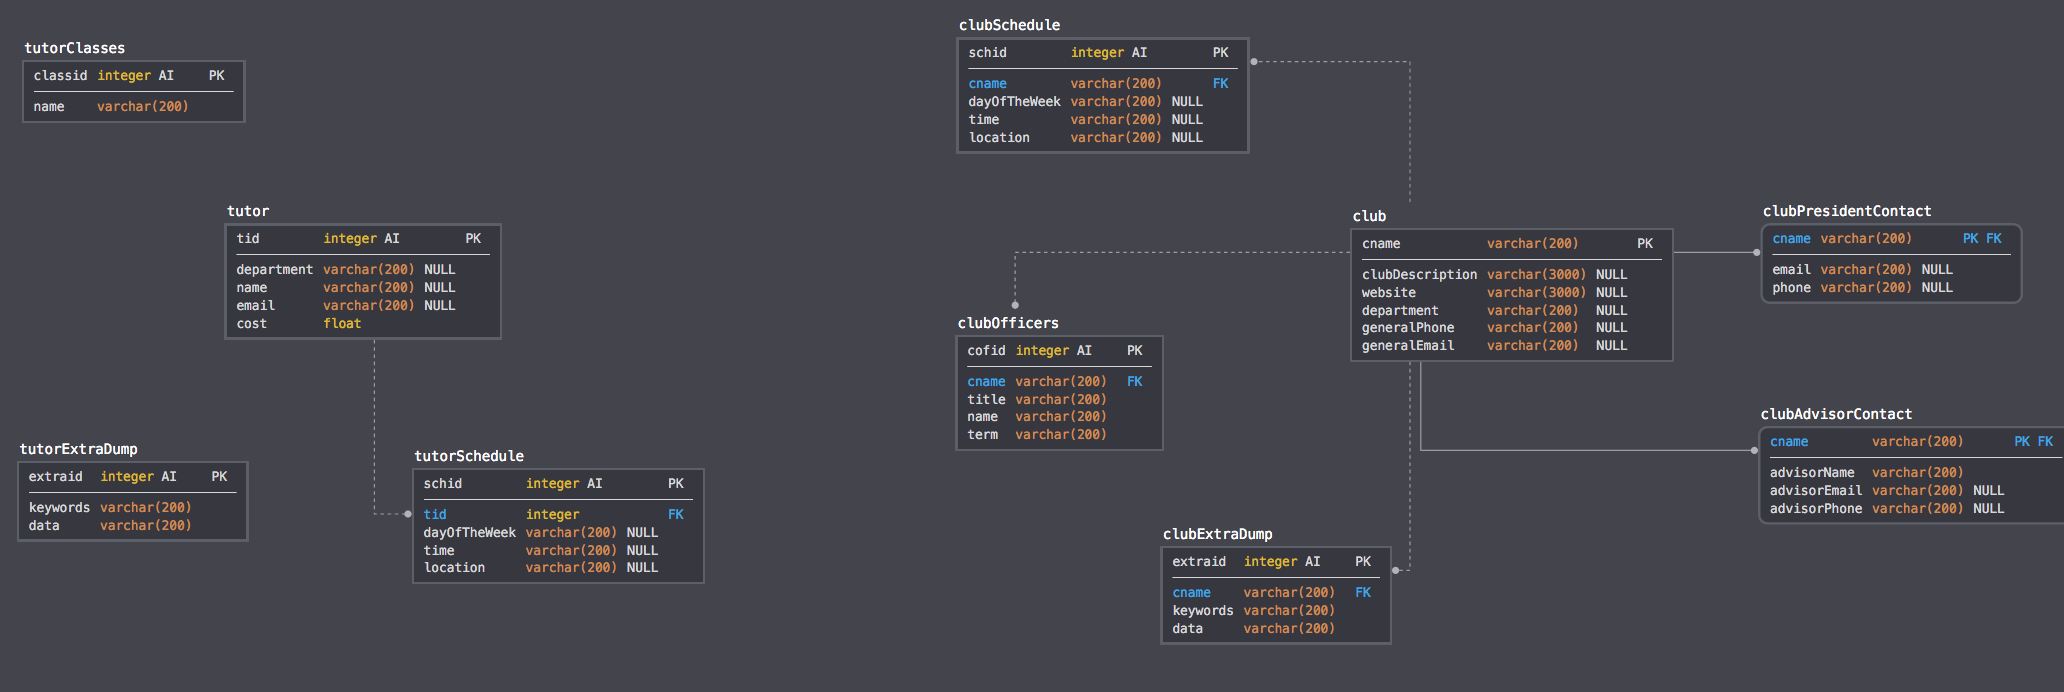 tutorClasses
classid integer AI PK
name varchar(200)
tutor
tid integer AI PK
department varchar(200) NULL
name varchar(200) NULL
email varchar(200) NULL
cost float
tutorExtraDump
extraid integer AI PK
keywords varchar(200)
data varchar(200)
tutorSchedule
schid integer AI PK
tid integer FK
dayOfTheWeek varchar(200) NULL
time varchar(200) NULL
location varchar(200) NULL
clubSchedule
schid integer AI PK
cname varchar(200) FK
dayOfTheWeek varchar(200) NULL
time varchar(200) NULL
location varchar(200) NULL
club
cname varchar(200) PK
clubDescription varchar(3000) NULL
website varchar(3000) NULL
department varchar(200) NULL
generalPhone varchar(200) NULL
generalEmail varchar(200) NULL
clubPresidentContact
cname varchar(200) PK FK
email varchar(200) NULL
phone varchar(200) NULL
clubOfficers
cofid integer AI PK
cname varchar(200) FK
title varchar(200)
name varchar(200)
term varchar(200)
clubAdvisorContact
cname varchar(200) PK FK
advisorName varchar(200)
advisorEmail varchar(200) NULL
advisorPhone varchar(200) NULL
clubExtraDump
extraid integer AI PK
cname varchar(200) FK
keywords varchar(200)
data varchar(200)